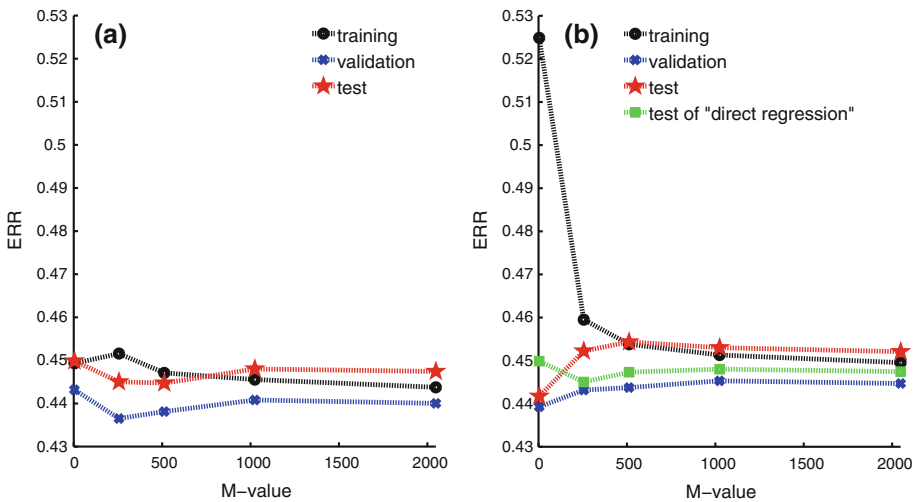 (a)
training
validation
test
ERR
0.53
0.52
0.51
0.5
0.49
0.48
0.47
0.46
0.45
0.44
0.43
0
500
1000
1500
2000
M-value
(b)
training
validation
test
test of "direct regression"
ERR
0.53
0.52
0.51
0.5
0.49
0.48
0.47
0.46
0.45
0.44
0.43
0
500
1000
1500
2000
M-value